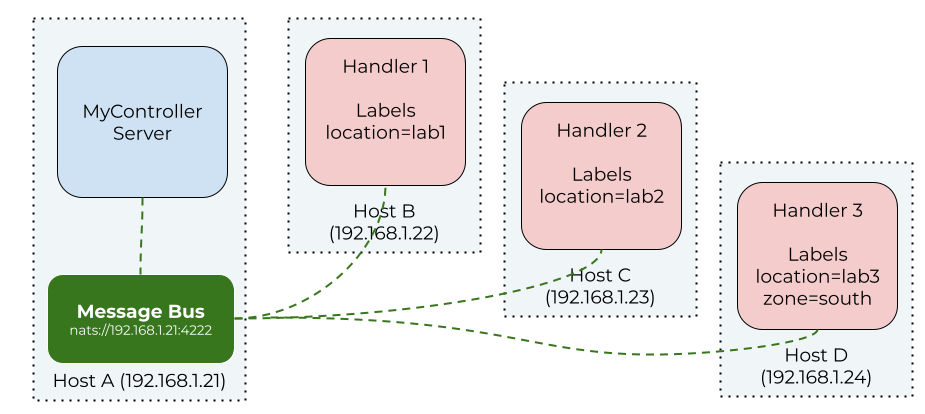 MyController
Server
Message Bus
nats://192.168.1.21:4222
Host A (192.168.1.21)
Handler 1
Labels
location=lab1
Host B
(192.168.1.22)
Handler 2
Labels
location=lab2
Host C
(192.168.1.23)
Handler 3
Labels
location=lab3
zone=south
Host D
(192.168.1.24)